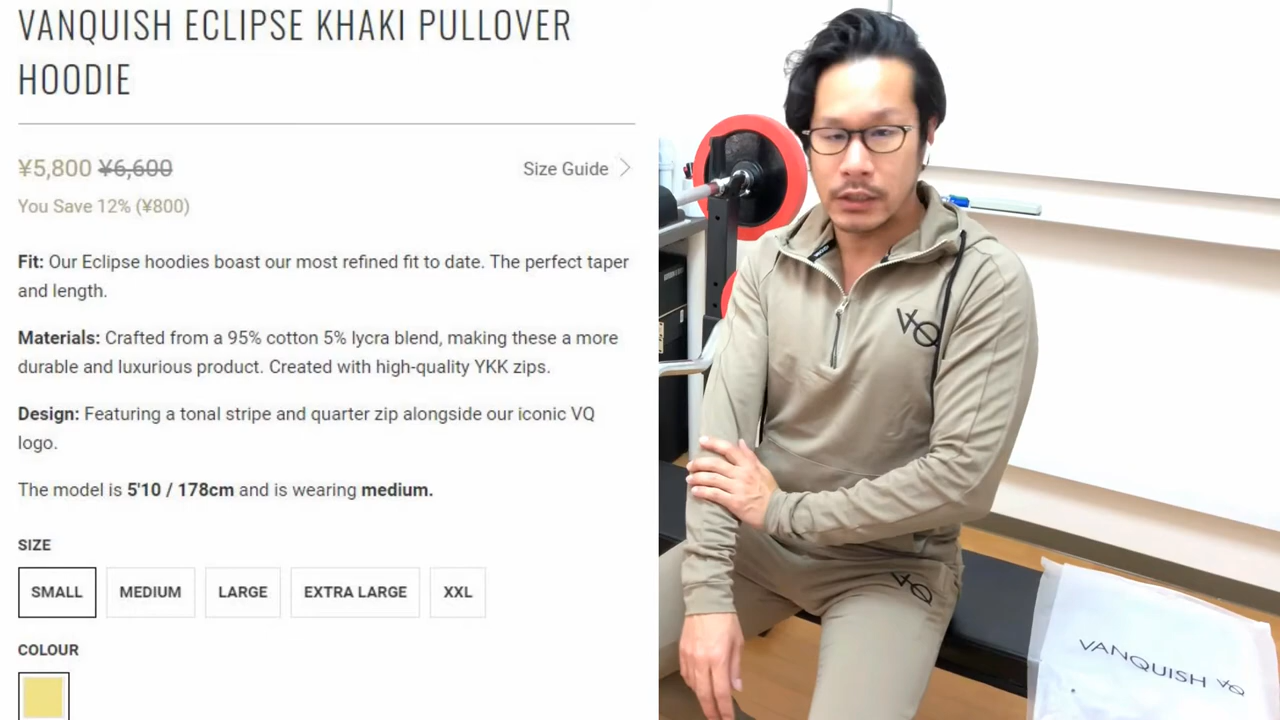 VANQUISH ECLIPSE KHAKI PULLOVER
HOODIE
¥5,800 ¥6,600
Size Guide
You Save 12% (¥800)
Fit: Our Eclipse hoodies boast our most refined fit to date. The perfect taper
and length.
Materials: Crafted from a 95% cotton 5% lycra blend, making these a more
durable and luxurious product. Created with high-quality YKK zips.
Design: Featuring a tonal stripe and quarter zip alongside our iconic VQ
logo.
The model is 5'10 / 178cm and is wearing medium.
SIZE
SMALL
MEDIUM
LARGE
EXTRA LARGE
XXL
COLOUR
VQ
VQ
VANQUISH VQ